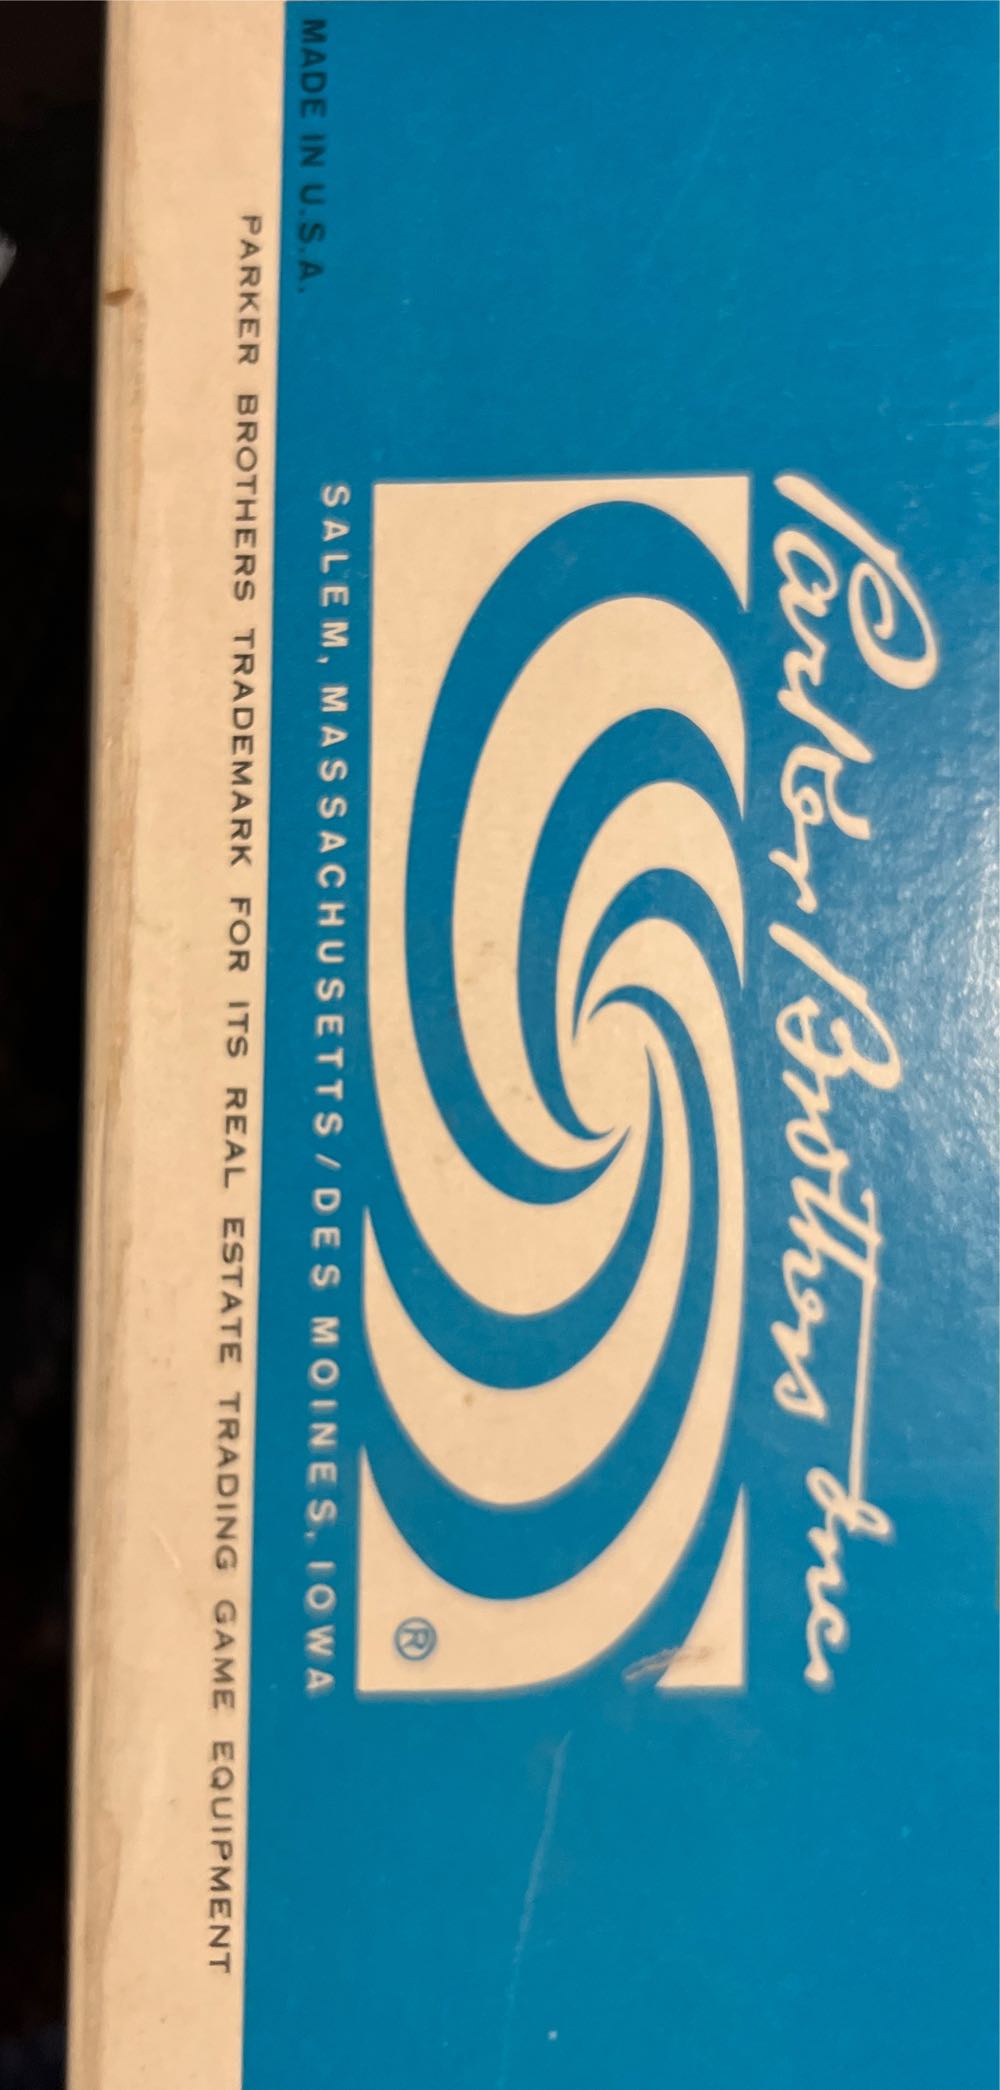 Parker Brothers Inc
®
SALEM, MASSACHUSETTS / DES MOINES, IOWA
MADE IN U.S.A.
PARKER BROTHERS TRADEMARK FOR ITS REAL ESTATE TRADING GAME EQUIPMENT